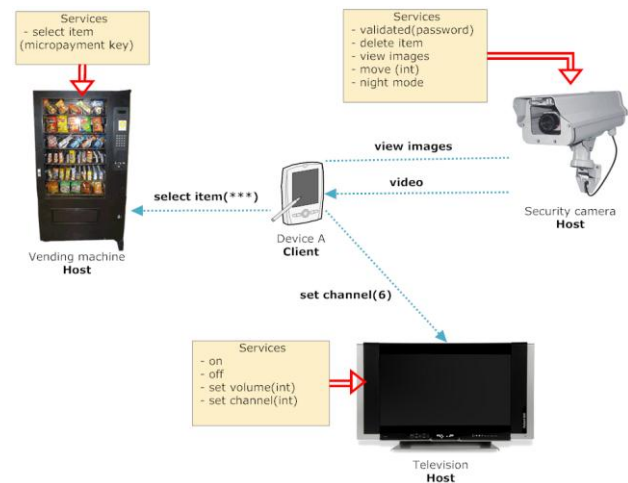 Services
- select item
(micropayment key)
Services
- validated(password)
- delete item
- view images
- move (int)
- night mode
view images
video
select item(***)
Device A
Client
Security camera
Host
Vending machine
Host
set channel(6)
Services
- on
- off
- set volume(int)
- set channel(int)
Television
Host